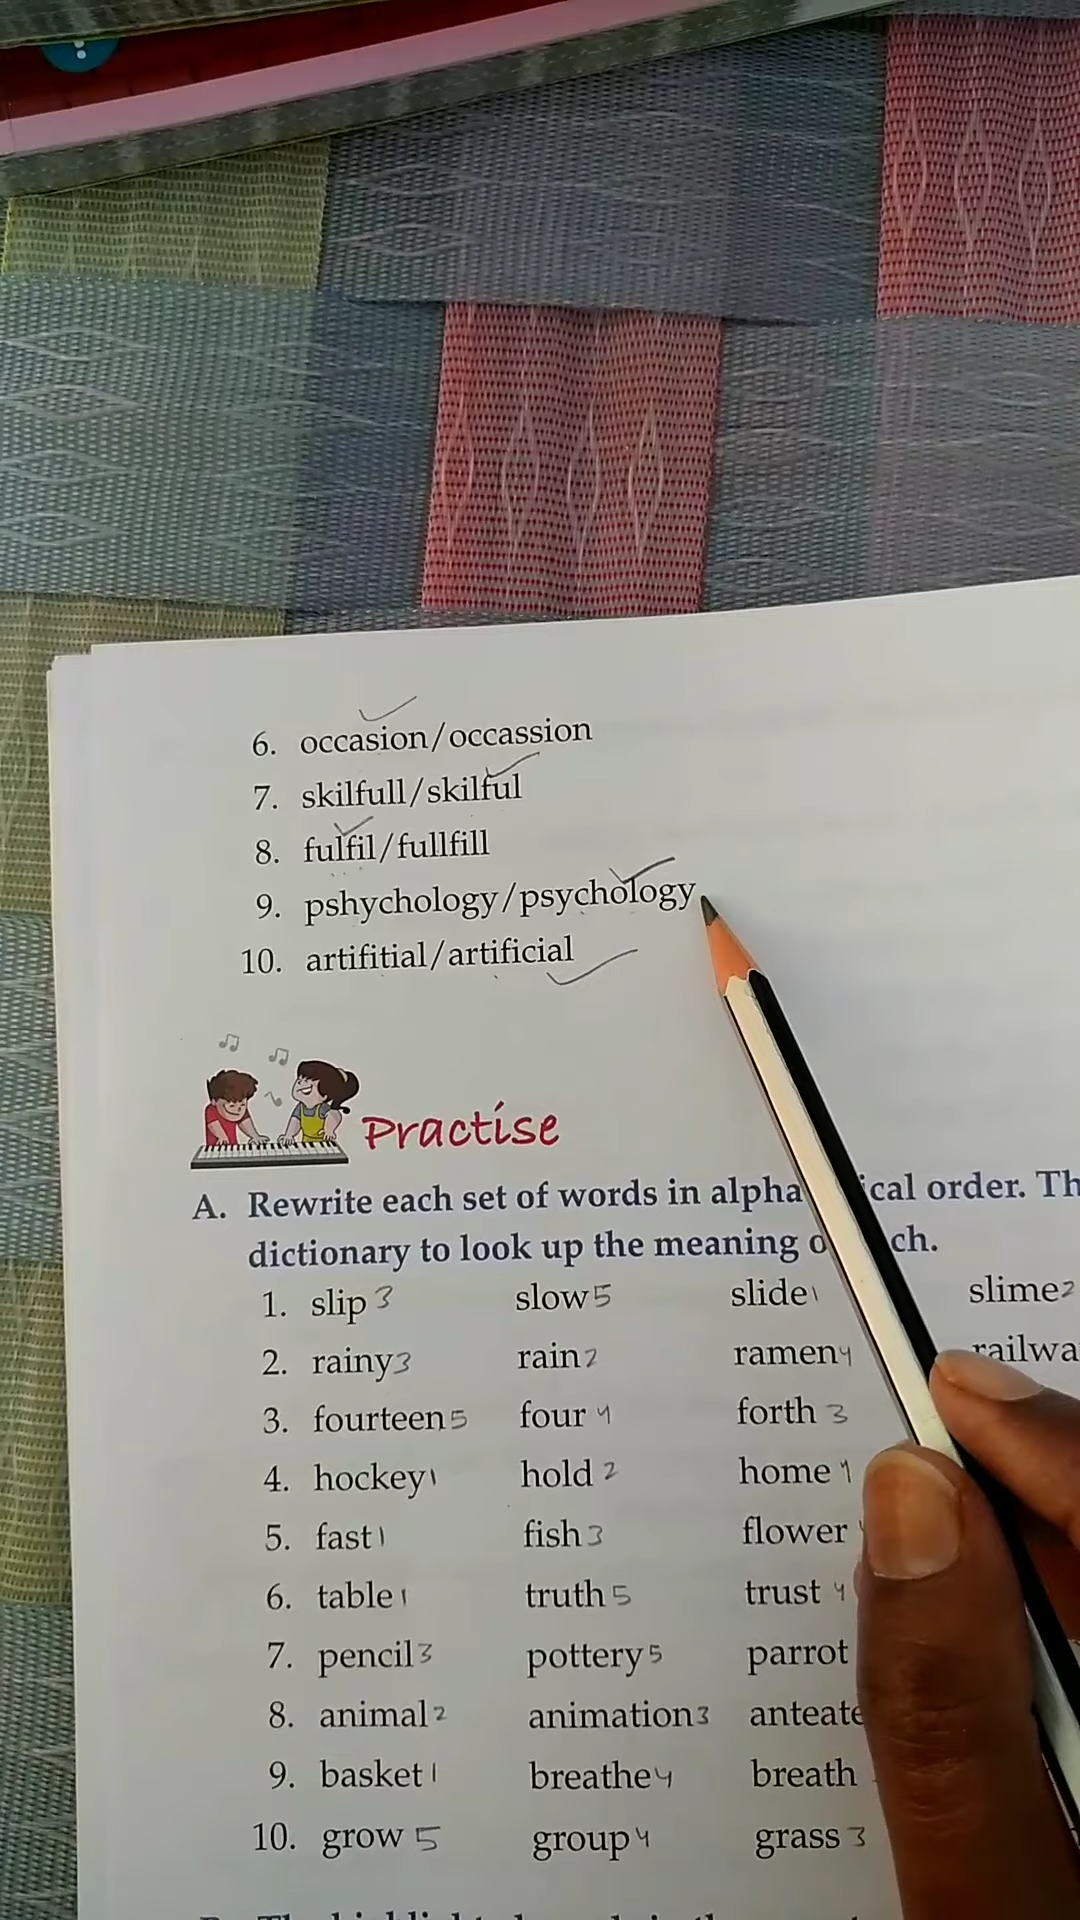 6. occasion/occassion
7. skilfull/skilful
8. fulfil/fullfill
9. pshychology/psychology
10. artifitial/artificial
Practise
A. Rewrite each set of words in alpha cal order. Th
dictionary to look up the meaning o ch.
1. slip 3 slow 5 slide 1 slime 2
2. rainy 3 rain 2 ramen 4 railwa
3. fourteen 5 four 4 forth 3
4. hockey 1 hold 2 home 4
5. fast 1 fish 3 flower
6. table 1 truth 5 trust 4
7. pencil 3 pottery 5 parrot
8. animal 2 animation 3 anteate
9. basket 1 breathe 4 breath
10. grow 5 group 4 grass 3